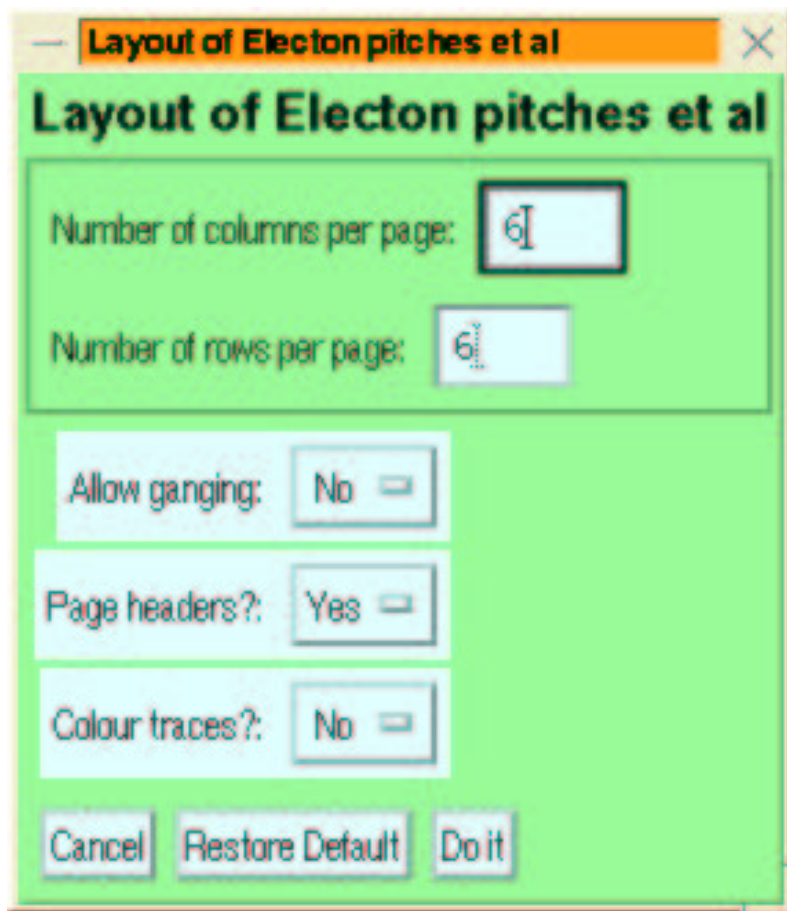 Layout of Electon pitches et al
Layout of Electon pitches et al
Number of columns per page: 6
Number of rows per page: 6
Allow ganging: No
Page headers?: Yes
Colour traces?: No
Cancel Restore Default Do it